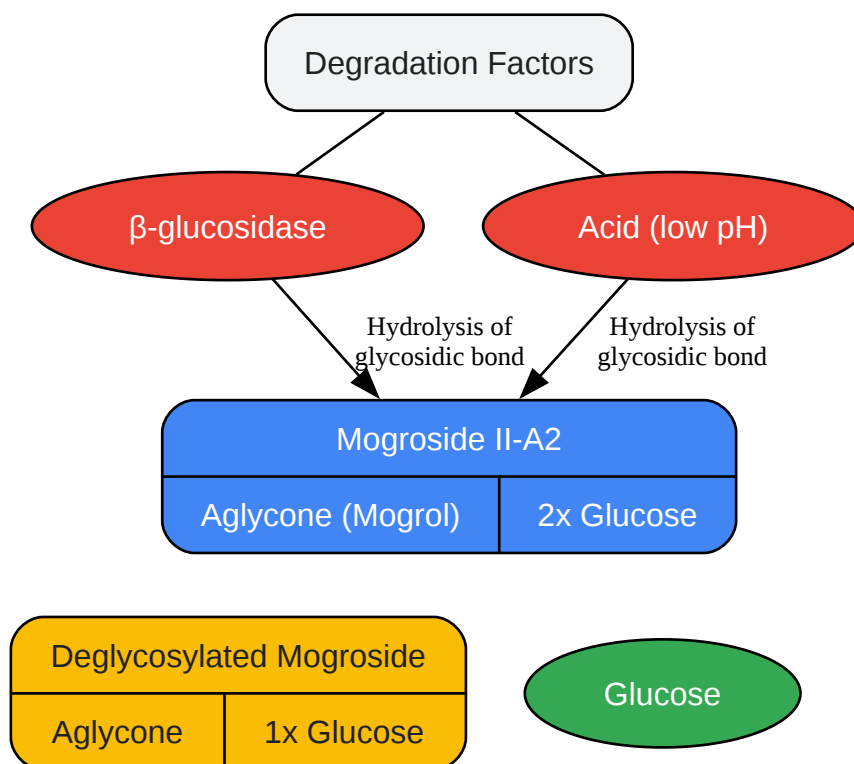 Degradation Factors
β-glucosidase
Acid (low pH)
Hydrolysis of
glycosidic bond
Hydrolysis of
glycosidic bond
Mogroside II-A2
Aglycone (Mogrol)
2x Glucose
Deglycosylated Mogroside
Aglycone
1x Glucose
Glucose